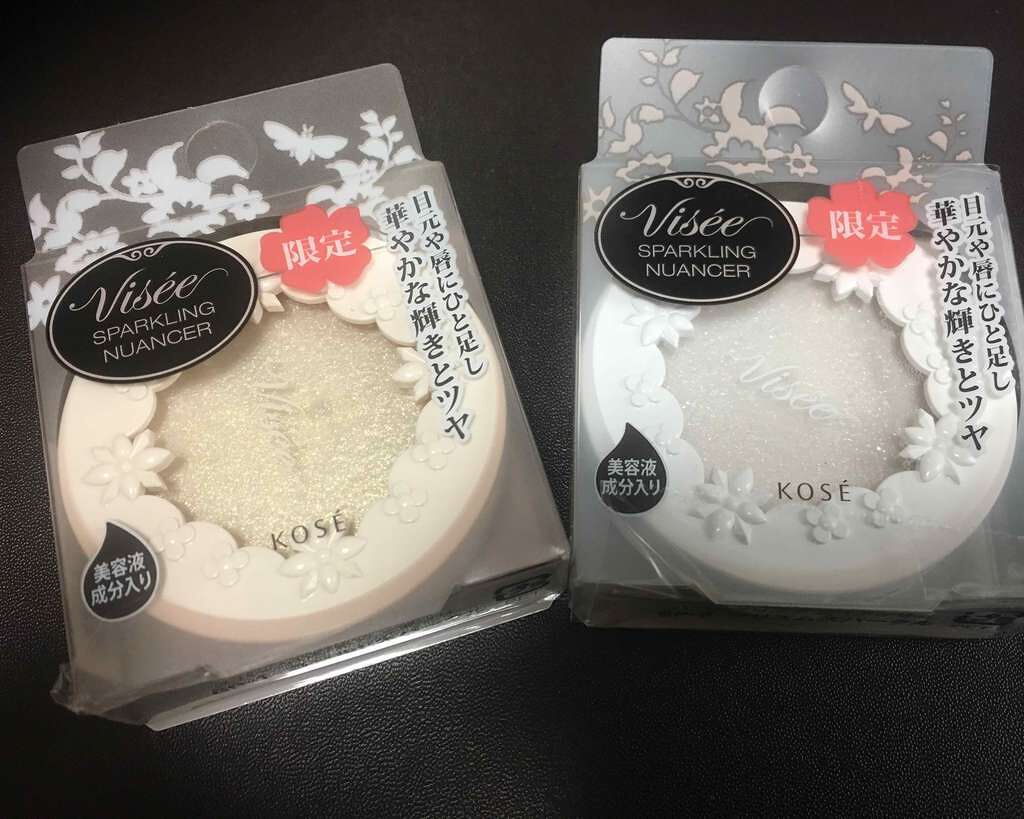 Visée
SPARKLING
NUANCER
限定
目元や唇にひと足し
華やかな輝きとツヤ
Visée
KOSÉ
美容液
成分入り
Visée
SPARKLING
NUANCER
限定
目元や唇にひと足し
華やかな輝きとツヤ
Visée
KOSÉ
美容液
成分入り